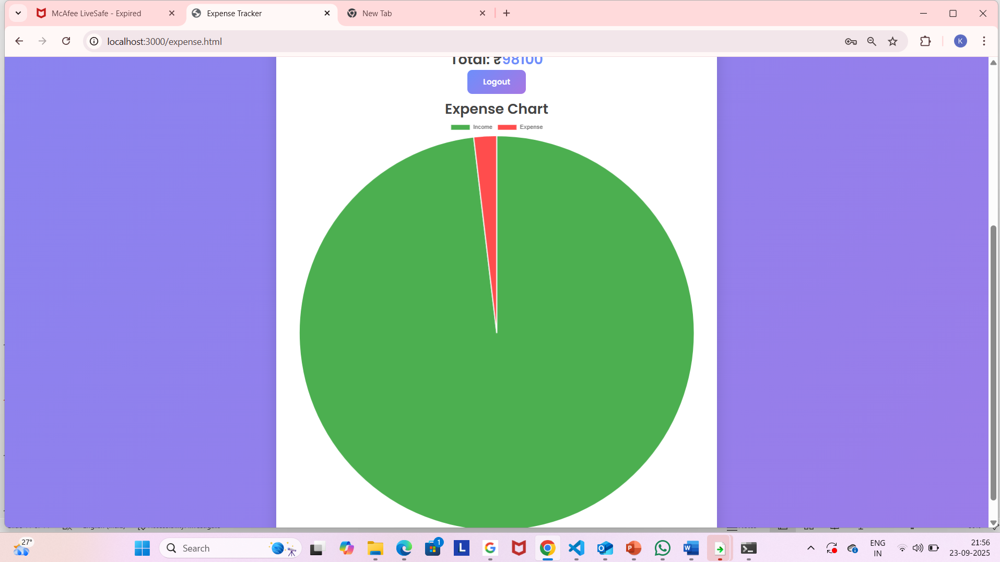 McAfee LiveSafe - Expired
Expense Tracker
New Tab
localhost:3000/expense.html
K
Total: ₹98100
Logout
Expense Chart
Income Expense
27°
Search
1
L
ENG
IN
21:56
23-09-2025